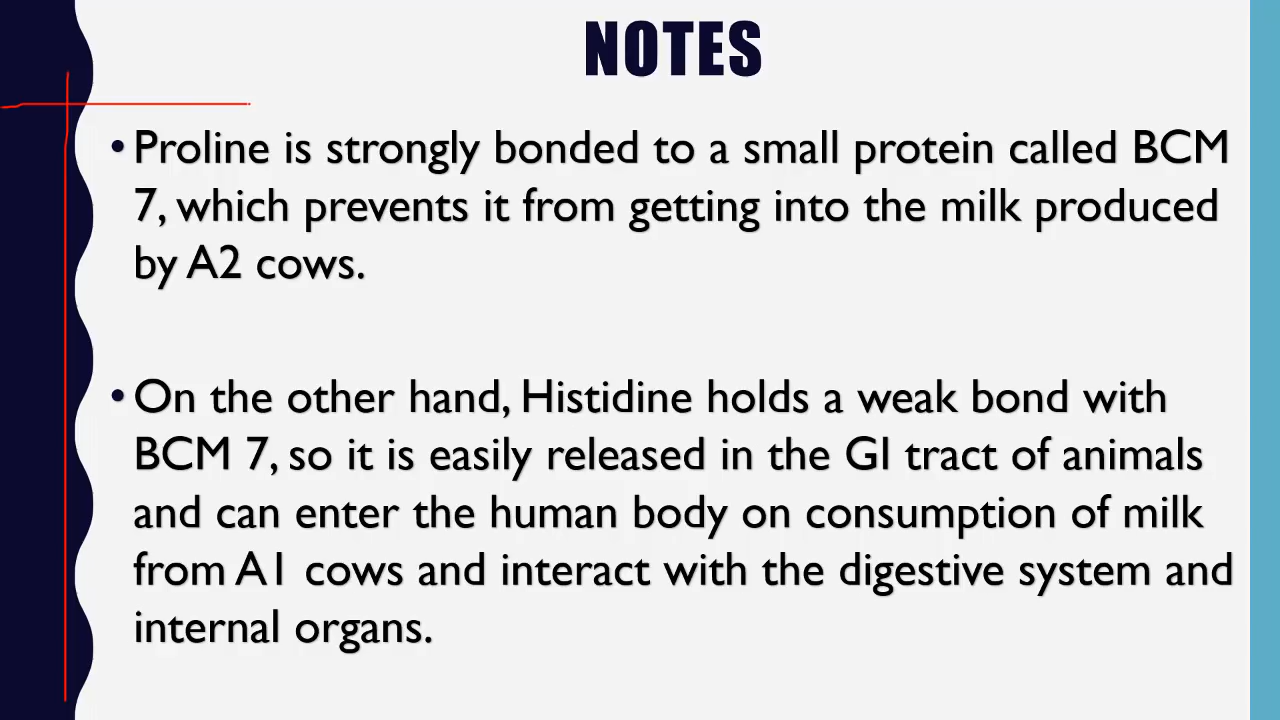 NOTES
•Proline is strongly bonded to a small protein called BCM
7, which prevents it from getting into the milk produced
by A2 cows.
•On the other hand, Histidine holds a weak bond with
BCM 7, so it is easily released in the GI tract of animals
and can enter the human body on consumption of milk
from A1 cows and interact with the digestive system and
internal organs.